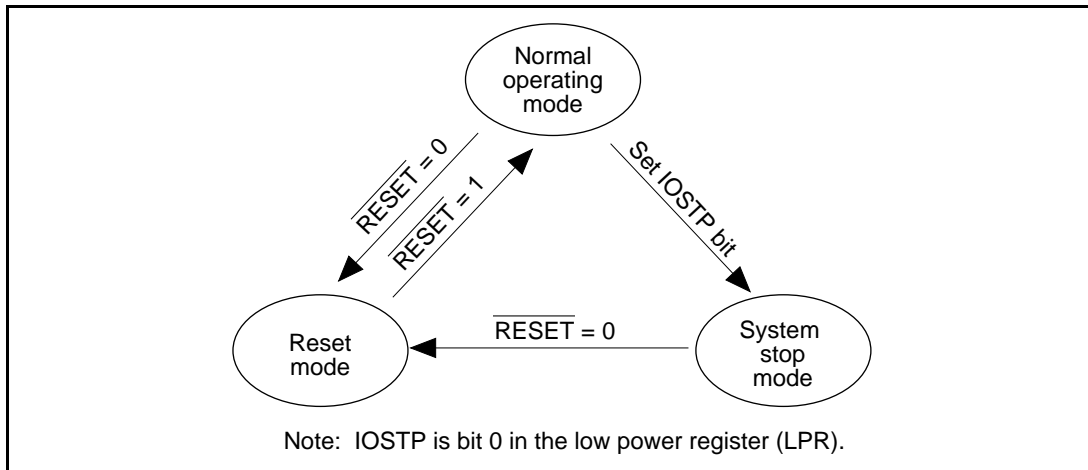 Normal
operating
mode
RESET = 0
RESET = 1
Set IOSTP bit
RESET = 0
Reset
mode
System
stop
mode
Note: IOSTP is bit 0 in the low power register (LPR).